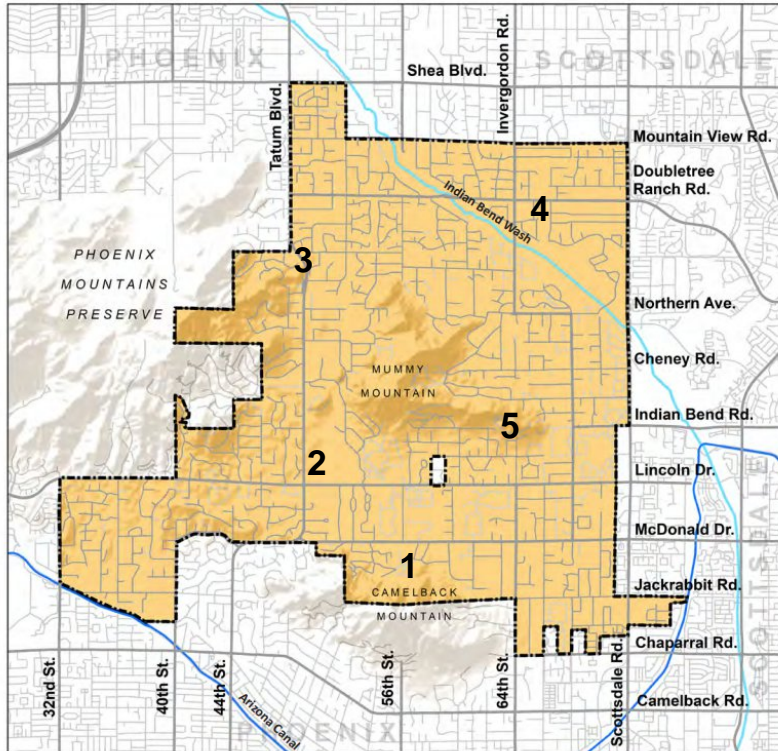 PHOENIX
SCOTTSDALE
Shea Blvd.
Invergordon Rd.
Tatum Blvd.
Mountain View Rd.
Doubletree
Ranch Rd.
Indian Bend Wash
4
3
PHOENIX
MOUNTAINS
PRESERVE
Northern Ave.
Cheney Rd.
MUMMY
MOUNTAIN
Indian Bend Rd.
5
2
Lincoln Dr.
McDonald Dr.
1
Jackrabbit Rd.
CAMELBACK
MOUNTAIN
Chaparral Rd.
32nd St.
40th St.
44th St.
56th St.
64th St.
Scottsdale Rd.
Camelback Rd.
Arizona Canal
PHOENIX
SCOTTSDALE